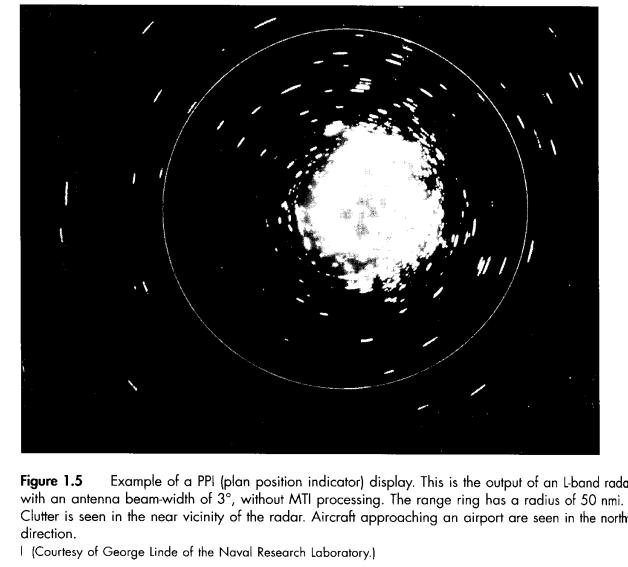 Figure 1.5 Example of a PPI (plan position indicator) display. This is the output of an L-band rada
with an antenna beam-width of 3°, without MTI processing. The range ring has a radius of 50 nmi.
Clutter is seen in the near vicinity of the radar. Aircraft approaching an airport are seen in the north
direction.
| (Courtesy of George Linde of the Naval Research Laboratory.)